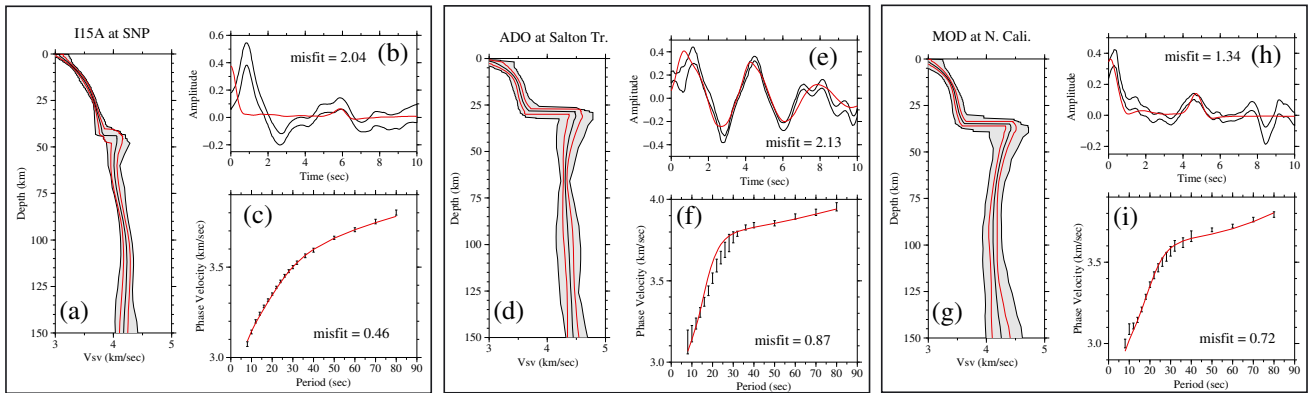 I15A at SNP
0
25
50
75
100
125
150
Depth (km)
3
4
5
Vsv (km/sec)
(a)
0.6
0.4
0.2
0.0
-0.2
Amplitude
misfit = 2.04
(b)
0
2
4
6
8
10
Time (sec)
(c)
3.5
3.0
Phase Velocity (km/sec)
misfit = 0.46
0 10 20 30 40 50 60 70 80 90
Period (sec)
ADO at Salton Tr.
0
25
50
75
100
125
150
Depth (km)
3
4
5
Vsv (km/sec)
(d)
0.4
0.2
0.0
-0.2
-0.4
Amplitude
(e)
misfit = 2.13
0
2
4
6
8
10
Time (sec)
4.0
3.5
3.0
Phase Velocity (km/sec)
(f)
misfit = 0.87
0 10 20 30 40 50 60 70 80 90
Period (sec)
MOD at N. Cali.
0
25
50
75
100
125
150
Depth (km)
3
4
5
Vsv (km/sec)
(g)
0.4
0.2
0.0
-0.2
Amplitude
misfit = 1.34
(h)
0
2
4
6
8
10
Time (sec)
4.0
3.5
3.0
Phase Velocity (km/sec)
(i)
misfit = 0.72
0 10 20 30 40 50 60 70 80 90
Period (sec)